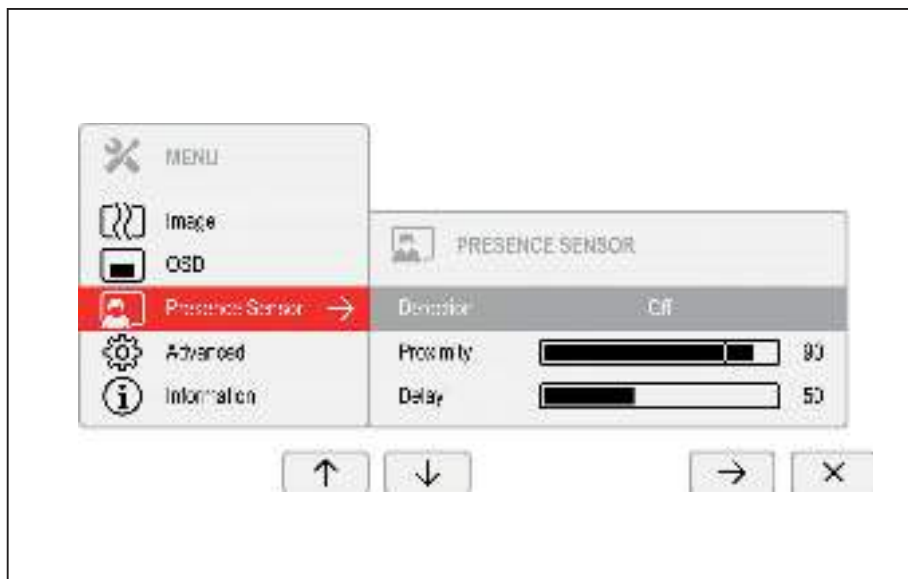 MENU
Image
OSD
Presence Sensor
Advanced
Information
PRESENCE SENSOR
Detection Off
Proximity 90
Delay 50